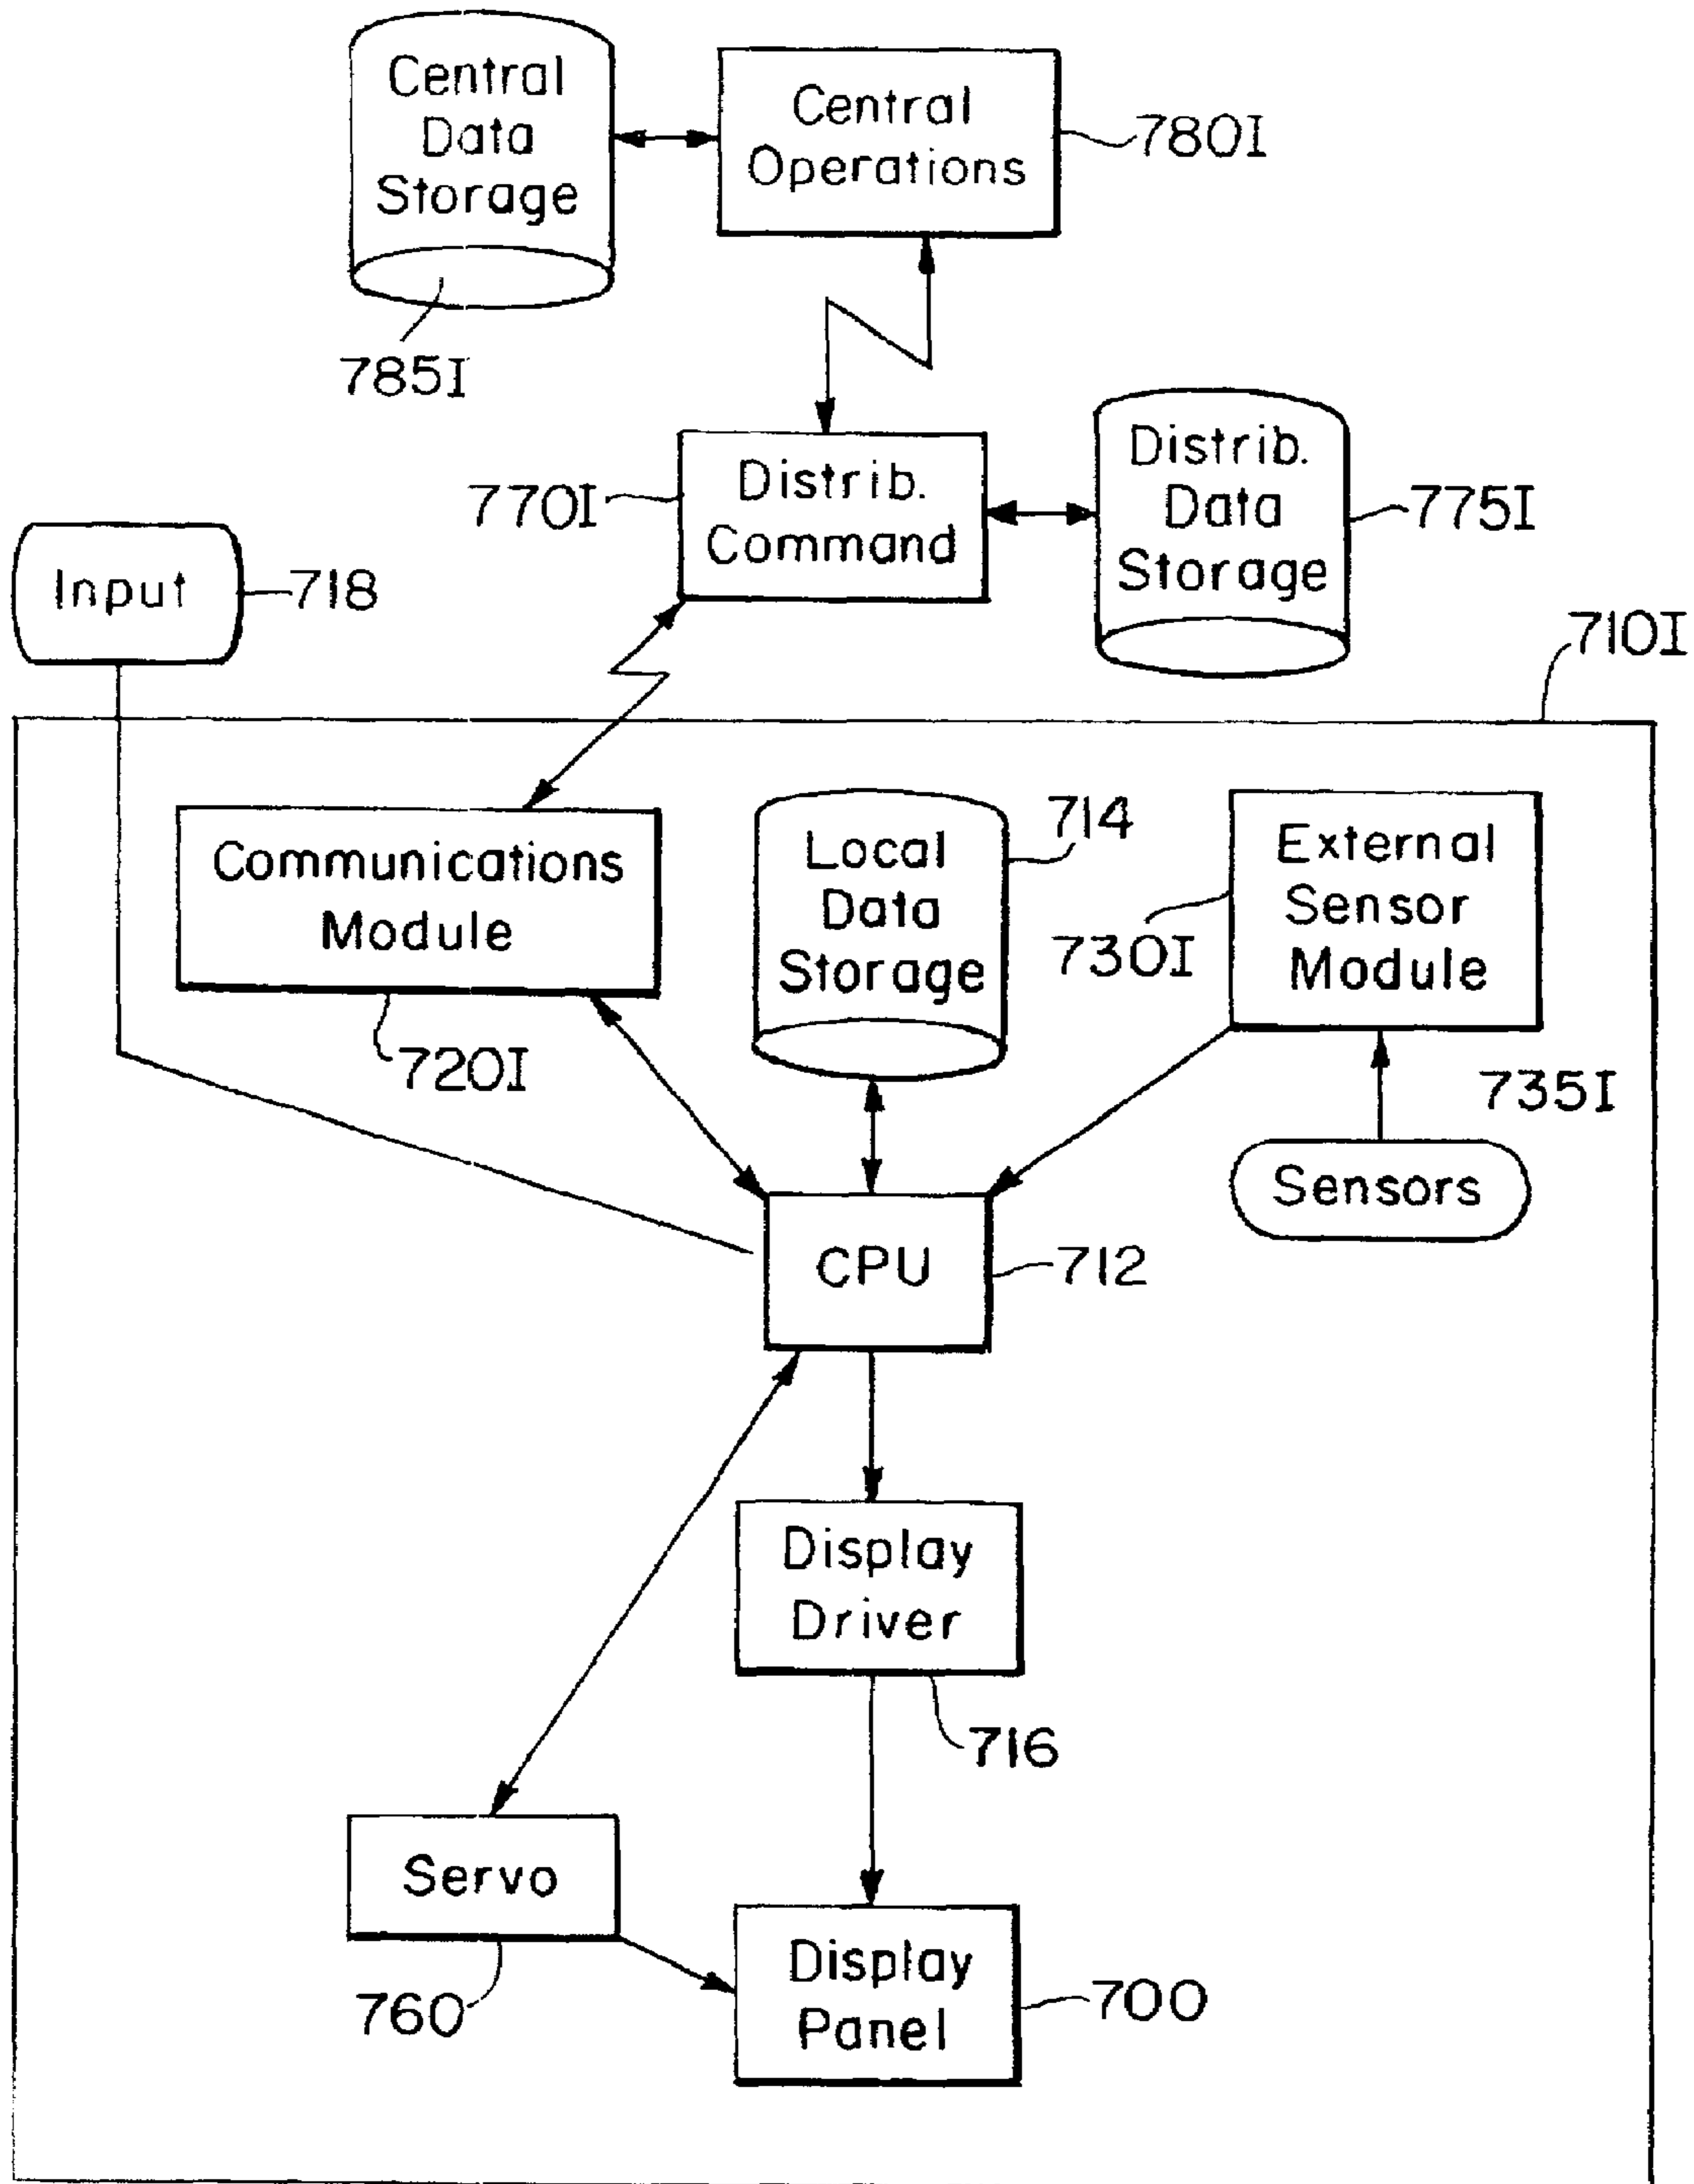 Central
Data
Storage
Central
Operations
780I
785I
Distrib.
Command
770I
Distrib.
Data
Storage
775I
Input
718
710I
Communications
Module
720I
Local
Data
Storage
714
External
Sensor
Module
730I
735I
Sensors
CPU
712
Display
Driver
716
Servo
760
Display
Panel
700